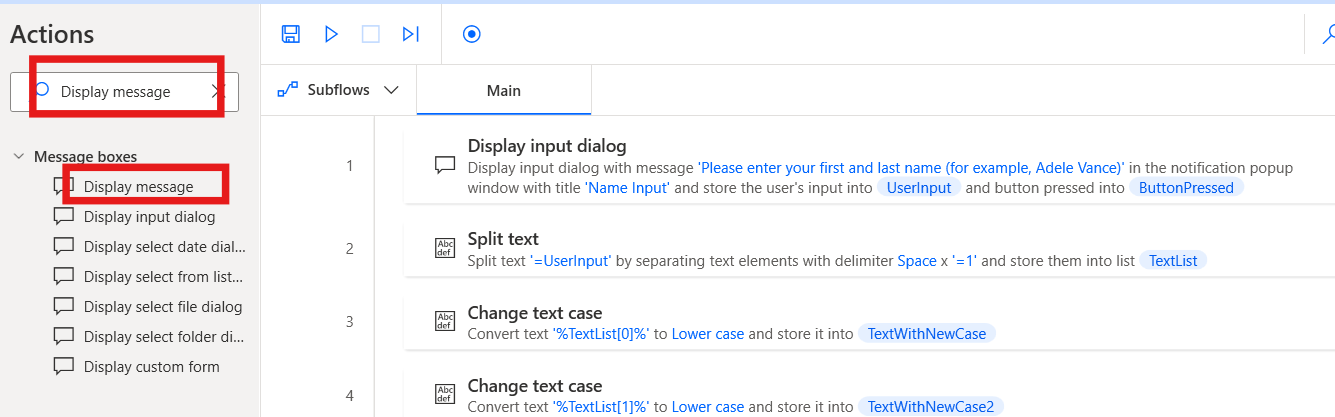 Actions
Display message
Message boxes
Display message
Display input dialog
Display select date dial...
Display select from list...
Display select file dialog
Display select folder di...
Display custom form
Subflows
Main
1
Display input dialog
Display input dialog with message 'Please enter your first and last name (for example, Adele Vance)' in the notification popup
window with title 'Name Input' and store the user's input into UserInput and button pressed into ButtonPressed
2
Abc
def
Split text
Split text '=UserInput' by separating text elements with delimiter Space x '=1' and store them into list TextList
3
Abc
def
Change text case
Convert text '%TextList[0]%' to Lower case and store it into TextWithNewCase
4
Abc
def
Change text case
Convert text '%TextList[1]%' to Lower case and store it into TextWithNewCase2